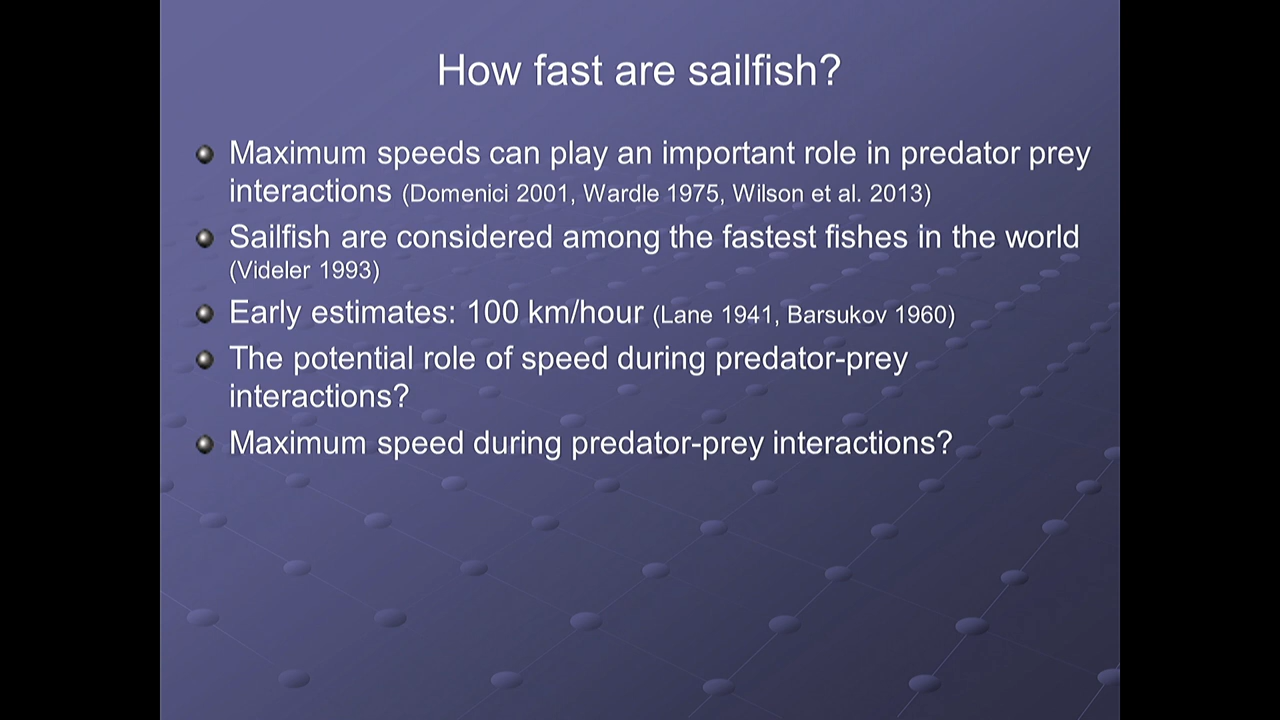 How fast are sailfish?
Maximum speeds can play an important role in predator prey
interactions (Domenici 2001, Wardle 1975, Wilson et al. 2013)
Sailfish are considered among the fastest fishes in the world
(Videler 1993)
Early estimates: 100 km/hour (Lane 1941, Barsukov 1960)
The potential role of speed during predator-prey
interactions?
Maximum speed during predator-prey interactions?